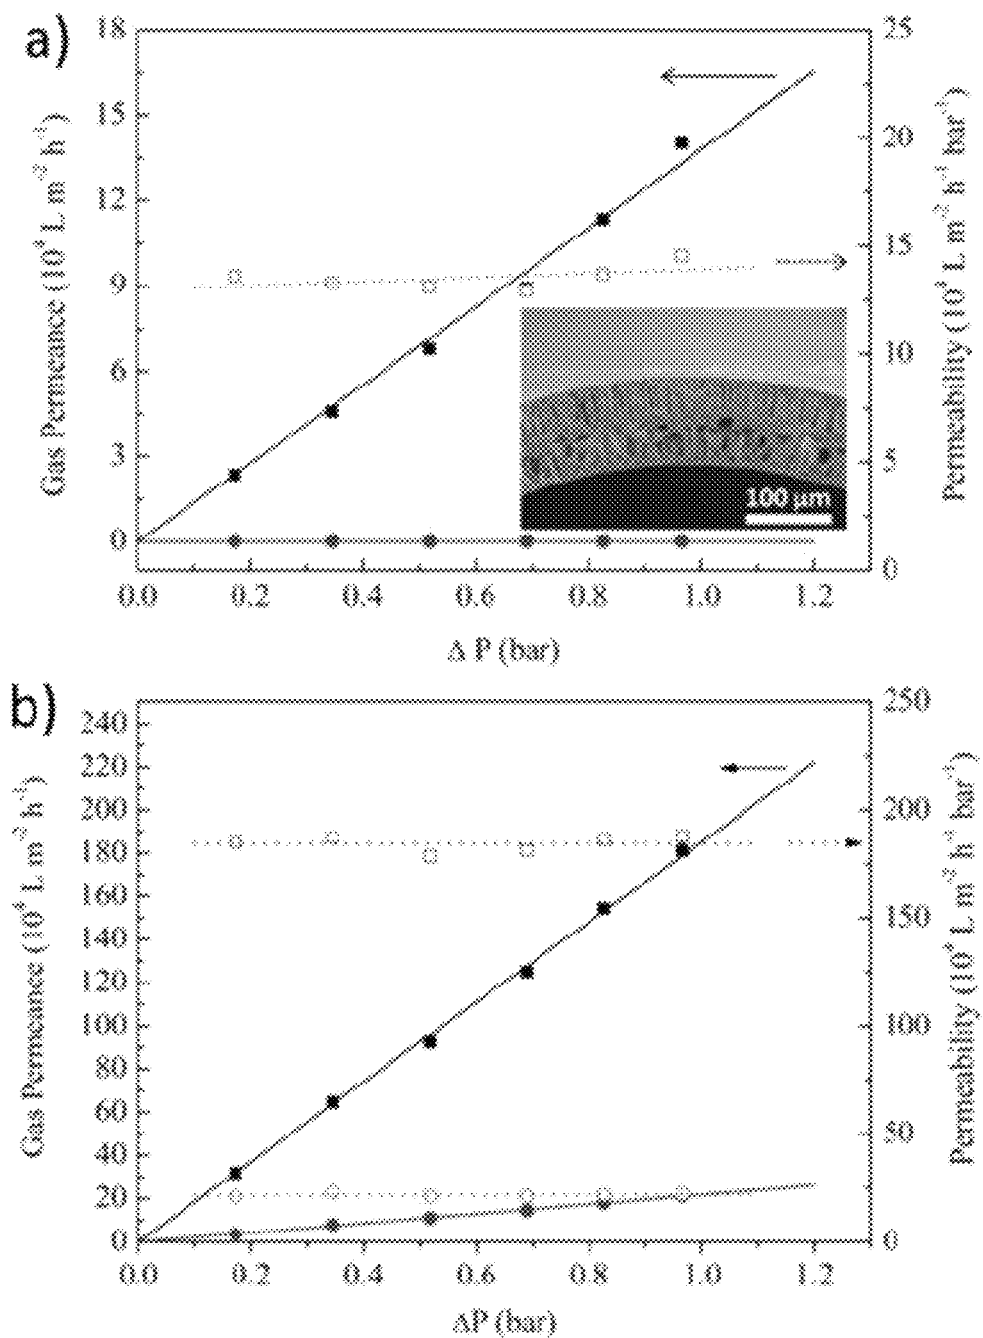 a)
18
15
12
9
6
3
0
Gas Permeance (10⁴ L m⁻² h⁻¹)
25
20
15
10
5
0
Permeability (10⁴ L m⁻² h⁻¹ bar⁻¹)
100 µm
0.0 0.2 0.4 0.6 0.8 1.0 1.2
Δ P (bar)
b)
240
220
200
180
160
140
120
100
80
60
40
20
0
Gas Permeance (10⁴ L m⁻² h⁻¹)
250
200
150
100
50
0
Permeability (10⁴ L m⁻² h⁻¹ bar⁻¹)
0.0 0.2 0.4 0.6 0.8 1.0 1.2
ΔP (bar)